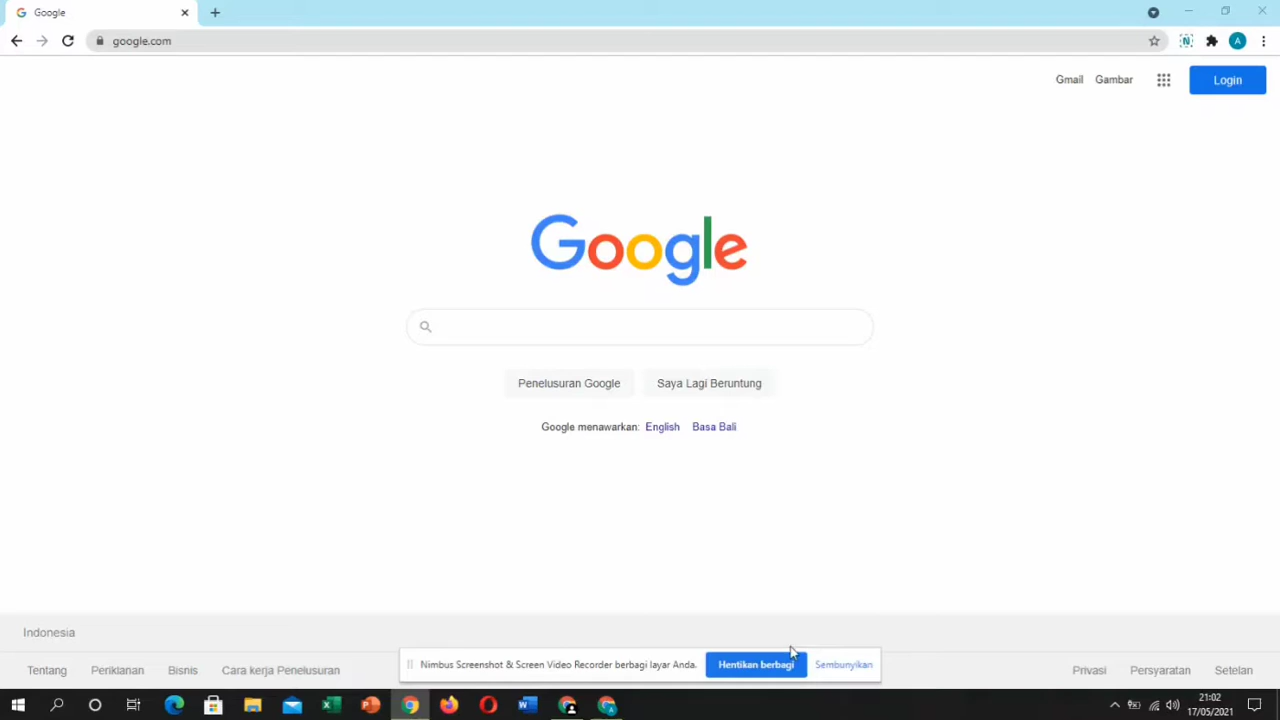 Google
google.com
A
Gmail Gambar Login
Google
Penelusuran Google Saya Lagi Beruntung
Google menawarkan: English Basa Bali
Indonesia
Tentang Periklanan Bisnis Cara kerja Penelusuran
Nimbus Screenshot & Screen Video Recorder berbagi layar Anda. Hentikan berbagi Sembunyikan
Privasi Persyaratan Setelan
21:02
17/05/2021